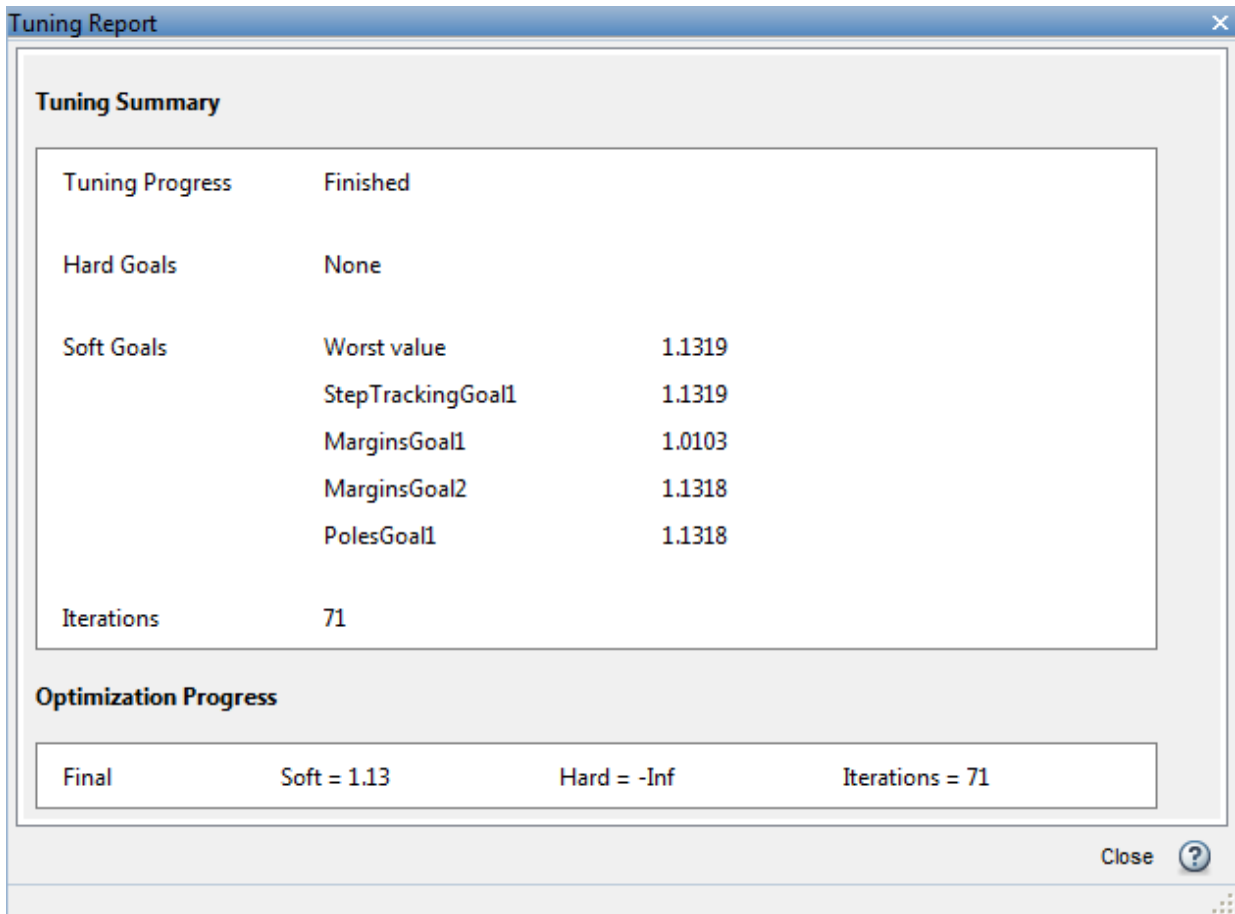 Tuning Report
Tuning Summary
Tuning Progress Finished
Hard Goals None
Soft Goals Worst value 1.1319
StepTrackingGoal1 1.1319
MarginsGoal1 1.0103
MarginsGoal2 1.1318
PolesGoal1 1.1318
Iterations 71
Optimization Progress
Final Soft = 1.13 Hard = -Inf Iterations = 71
Close ?